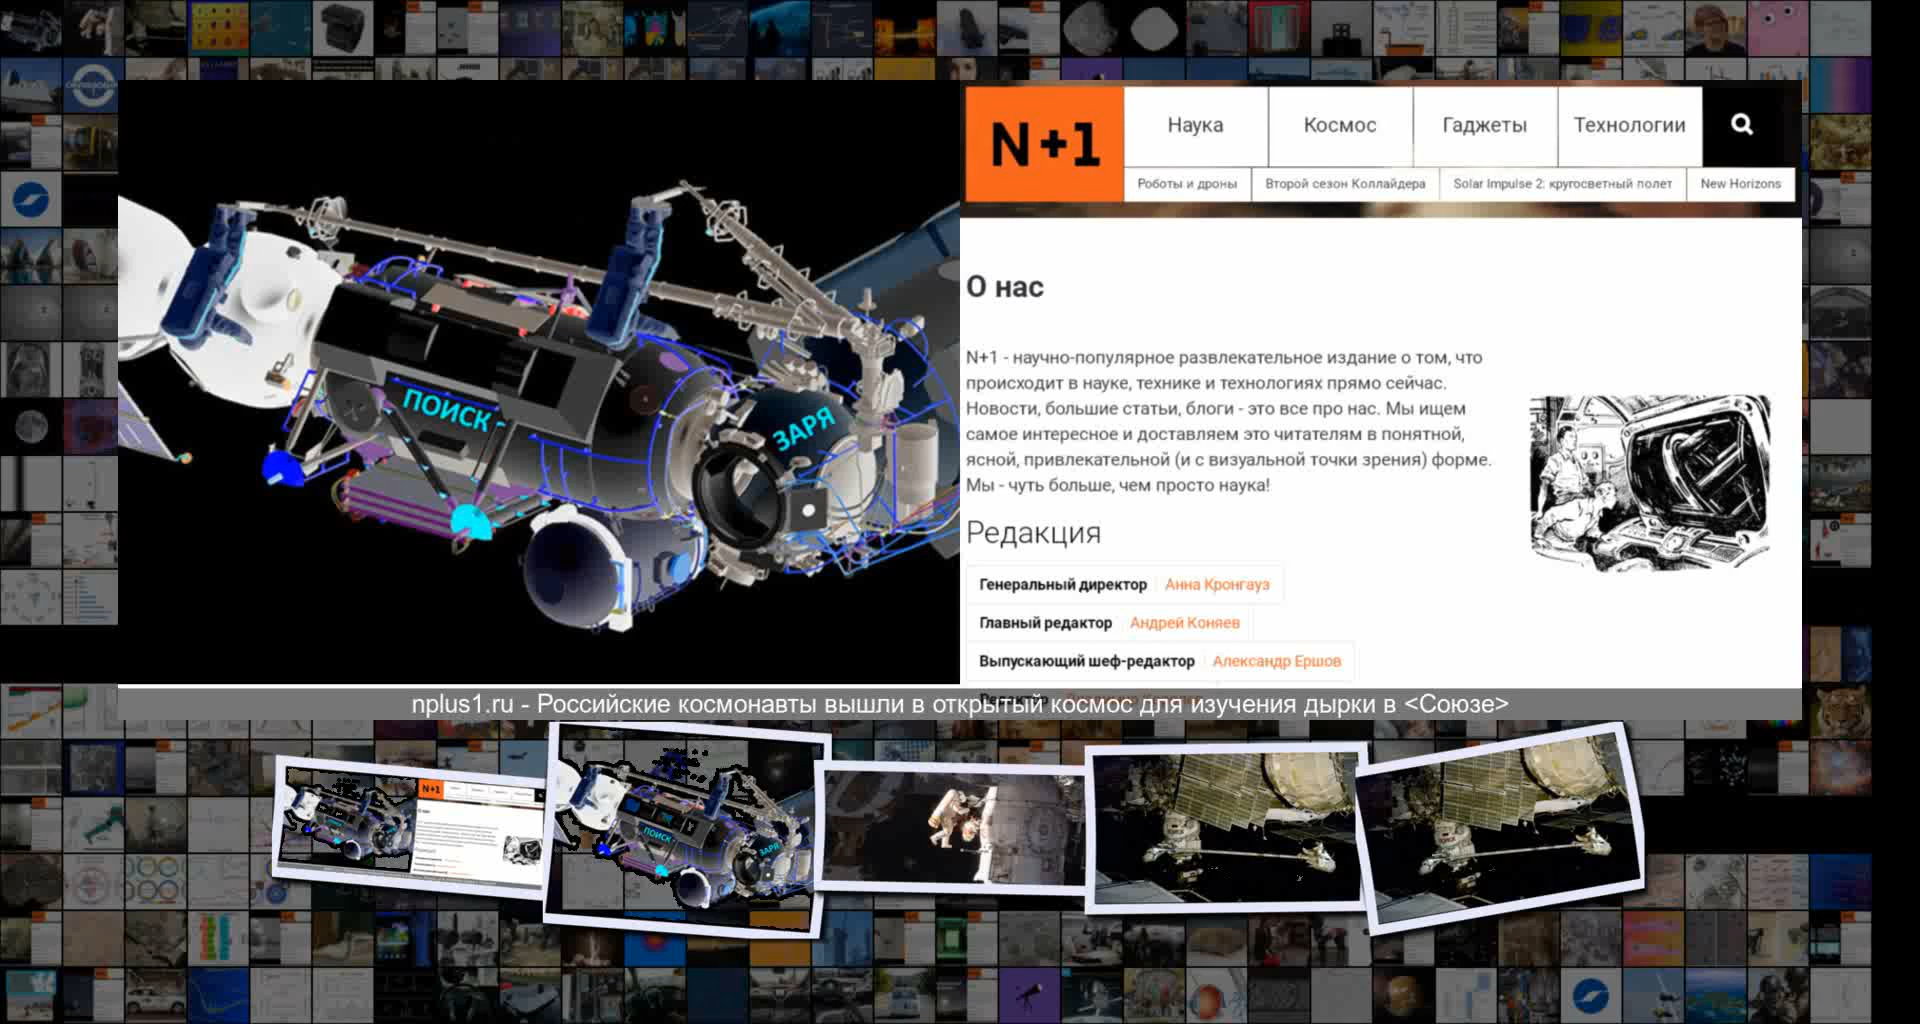 N+1
Наука
Космос
Гаджеты
Технологии
Роботы и дроны
Второй сезон Коллайдера
Solar Impulse 2: кругосветный полет
New Horizons
ПОИСК
ЗАРЯ
О нас
N+1 - научно-популярное развлекательное издание о том, что
происходит в науке, технике и технологиях прямо сейчас.
Новости, большие статьи, блоги - это все про нас. Мы ищем
самое интересное и доставляем это читателям в понятной,
ясной, привлекательной (и с визуальной точки зрения) форме.
Мы - чуть больше, чем просто наука!
Редакция
Генеральный директор Анна Кронгауз
Главный редактор Андрей Коняев
Выпускающий шеф-редактор Александр Ершов
Редактор
nplus1.ru - Российские космонавты вышли в открытый космос для изучения дырки в <Союзе>
N+1
ПОИСК
ЗАРЯ